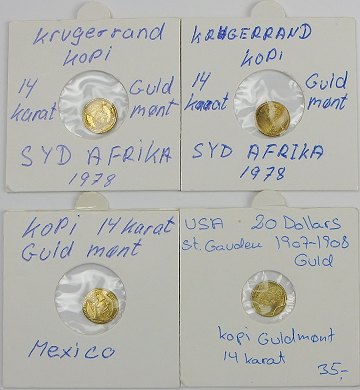 Krugerrand
kopi
14 Guld
karat mønt
SYD AFRIKA
1978
KRUGERRAND
KOPI
14 Guld
karat mønt
SYD AFRIKA
1978
Kopi 14 karat
Guld mønt
Mexico
USA 20 Dollars
St. Gauden 1907-1908
Guld
kopi Guldmønt
14 karat
35,-